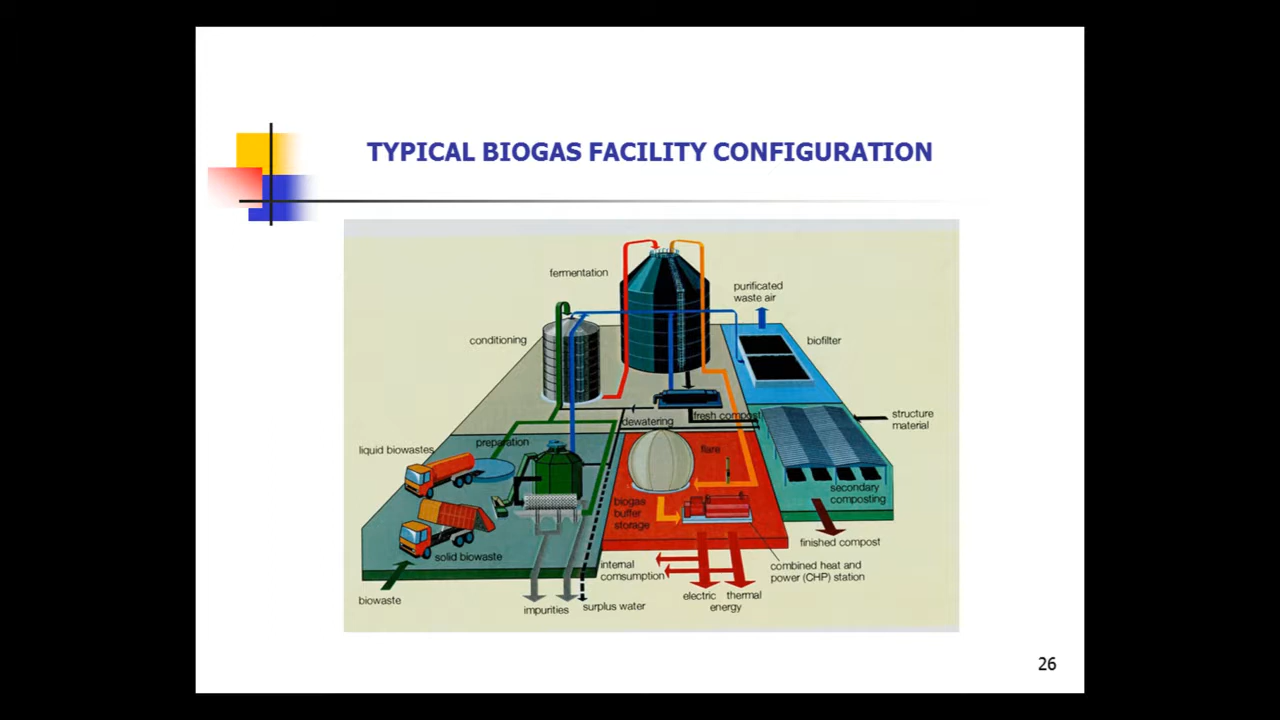 TYPICAL BIOGAS FACILITY CONFIGURATION
fermentation
purificated
waste air
conditioning
biofilter
dewatering
fresh compost
structure
material
liquid biowastes
preparation
flare
secondary
composting
biogas
buffer
storage
solid biowaste
finished compost
internal
comsumption
combined heat and
power (CHP) station
biowaste
impurities
surplus water
electric thermal
energy
26